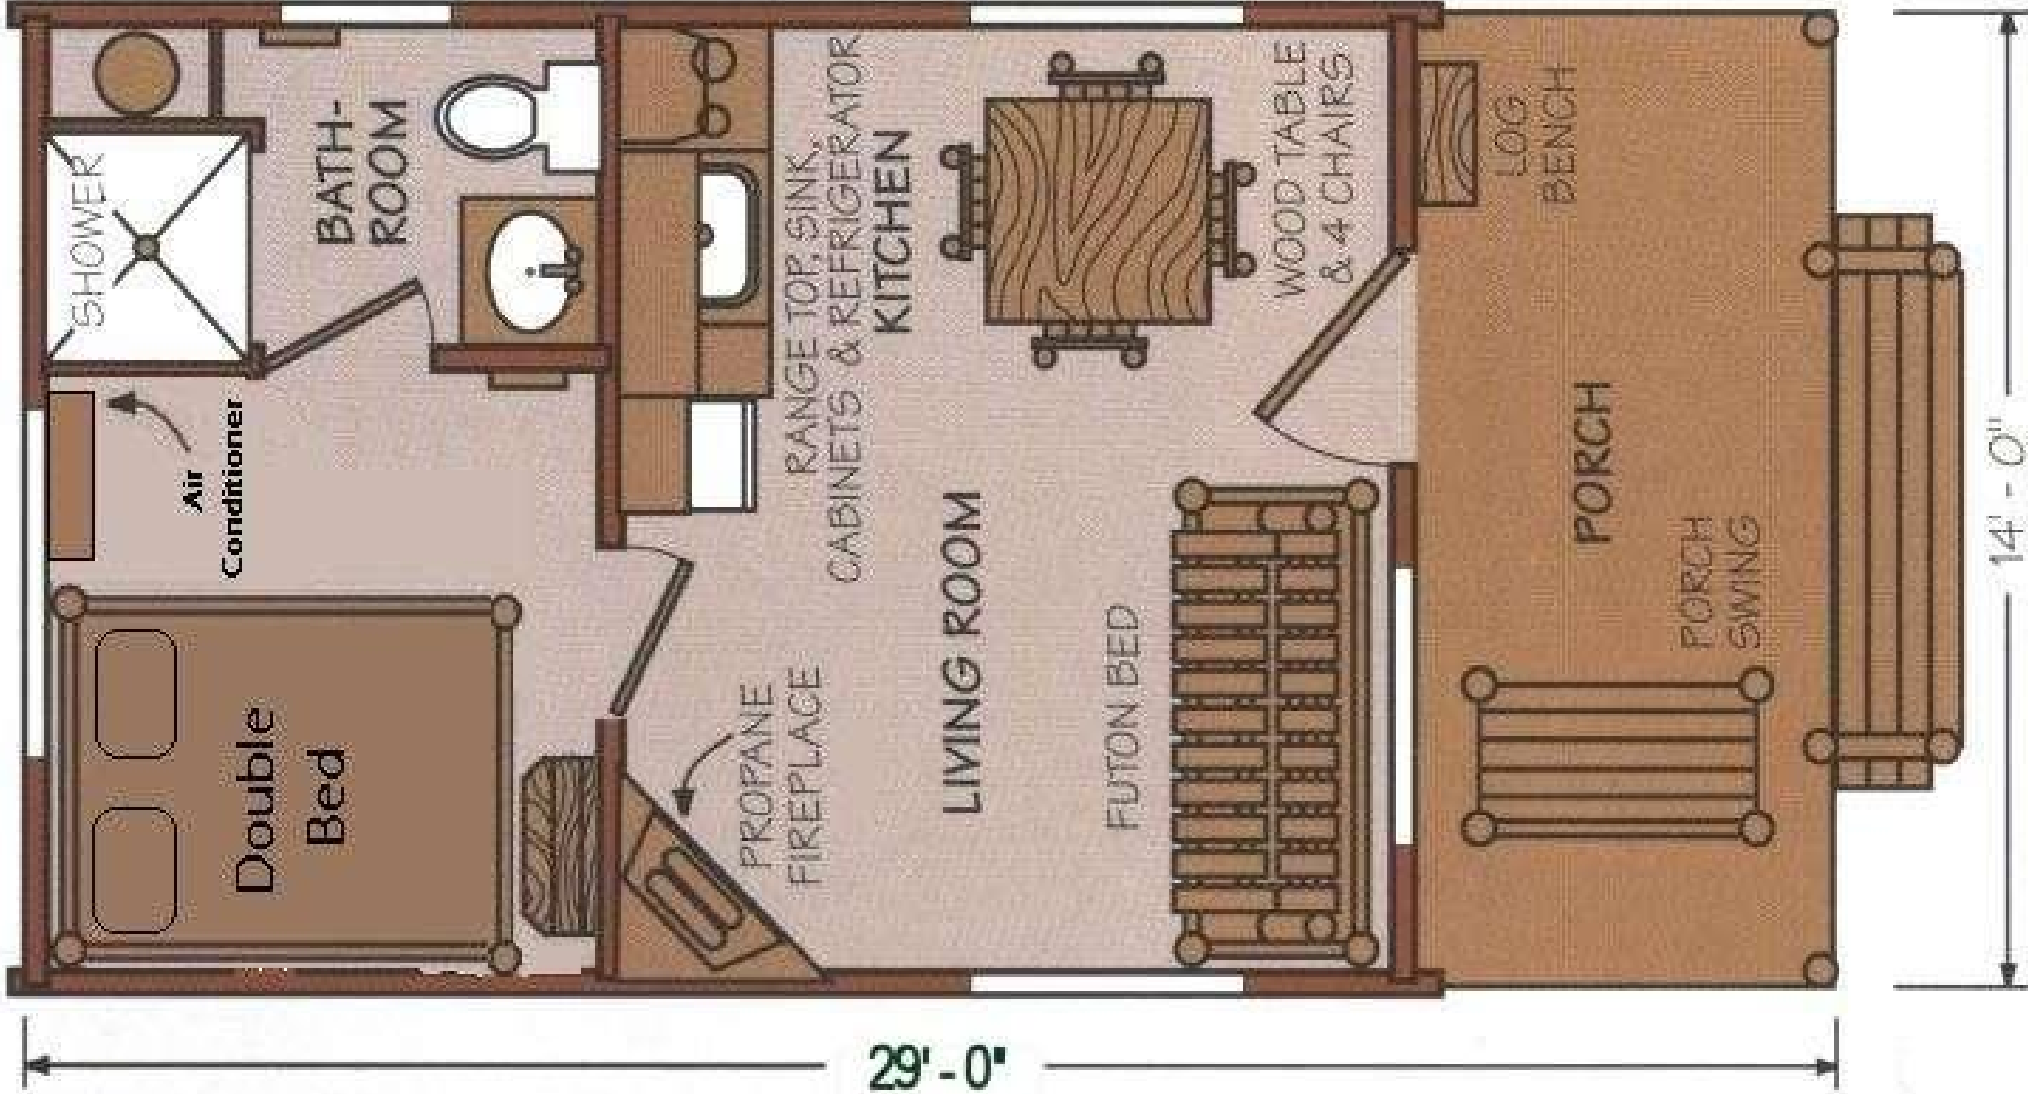 SHOWER
BATH-
ROOM
Air
Conditioner
Double
Bed
RANGE TOP, SINK,
CABINETS & REFRIGERATOR
KITCHEN
WOOD TABLE
& 4 CHAIRS
PROPANE
FIREPLACE
LIVING ROOM
FUTON BED
LOG
BENCH
PORCH
PORCH
SWING
14' - 0"
29' - 0"